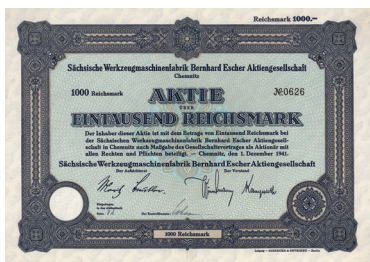 Reichsmark 1000.–
Sächsische Werkzeugmaschinenfabrik Bernhard Escher Aktiengesellschaft
Chemnitz
1000 Reichsmark
№0626
AKTIE
ÜBER
EINTAUSEND REICHSMARK
Der Inhaber dieser Aktie ist mit dem Betrage von Eintausend Reichsmark bei
der Sächsischen Werkzeugmaschinenfabrik Bernhard Escher Aktiengesell-
schaft in Chemnitz nach Maßgabe des Gesellschaftsvertrages als Aktionär mit
allen Rechten und Pflichten beteiligt. – Chemnitz, den 1. Dezember 1941.
Sächsische Werkzeugmaschinenfabrik Bernhard Escher Aktiengesellschaft
Der Aufsichtsrat
Der Vorstand
1000 Reichsmark